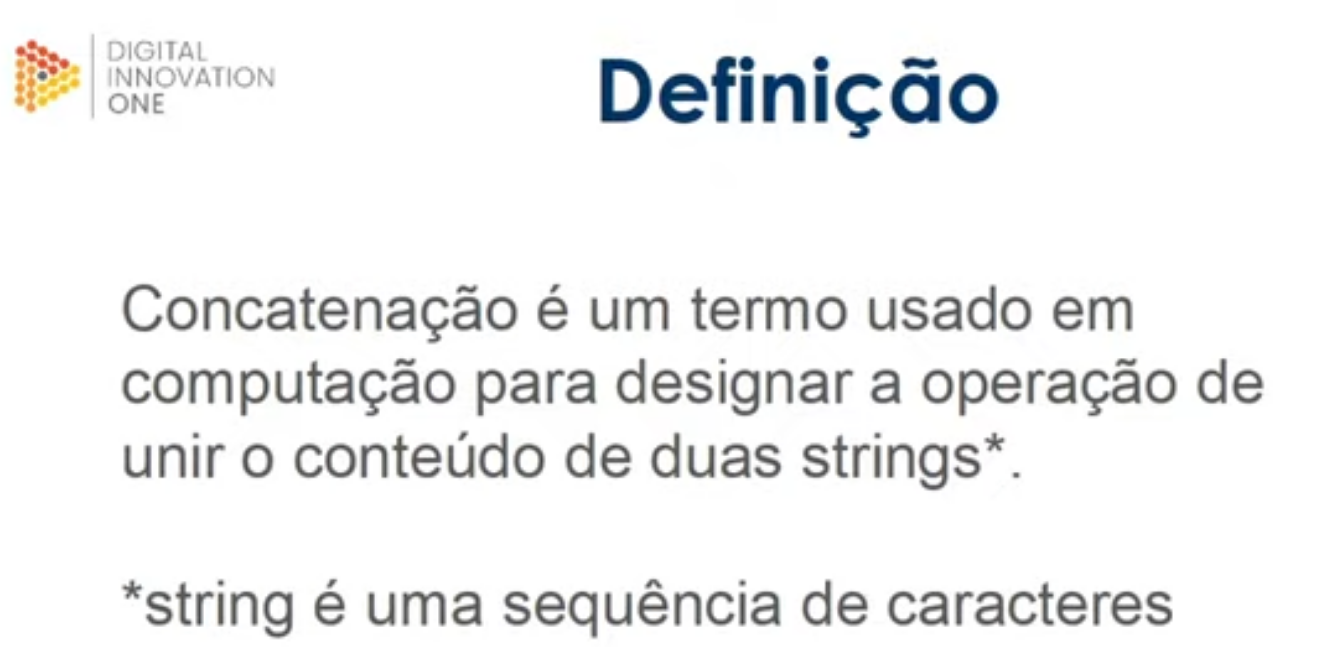 DIGITAL
INNOVATION
ONE
Definição
Concatenação é um termo usado em
computação para designar a operação de
unir o conteúdo de duas strings*.
*string é uma sequência de caracteres